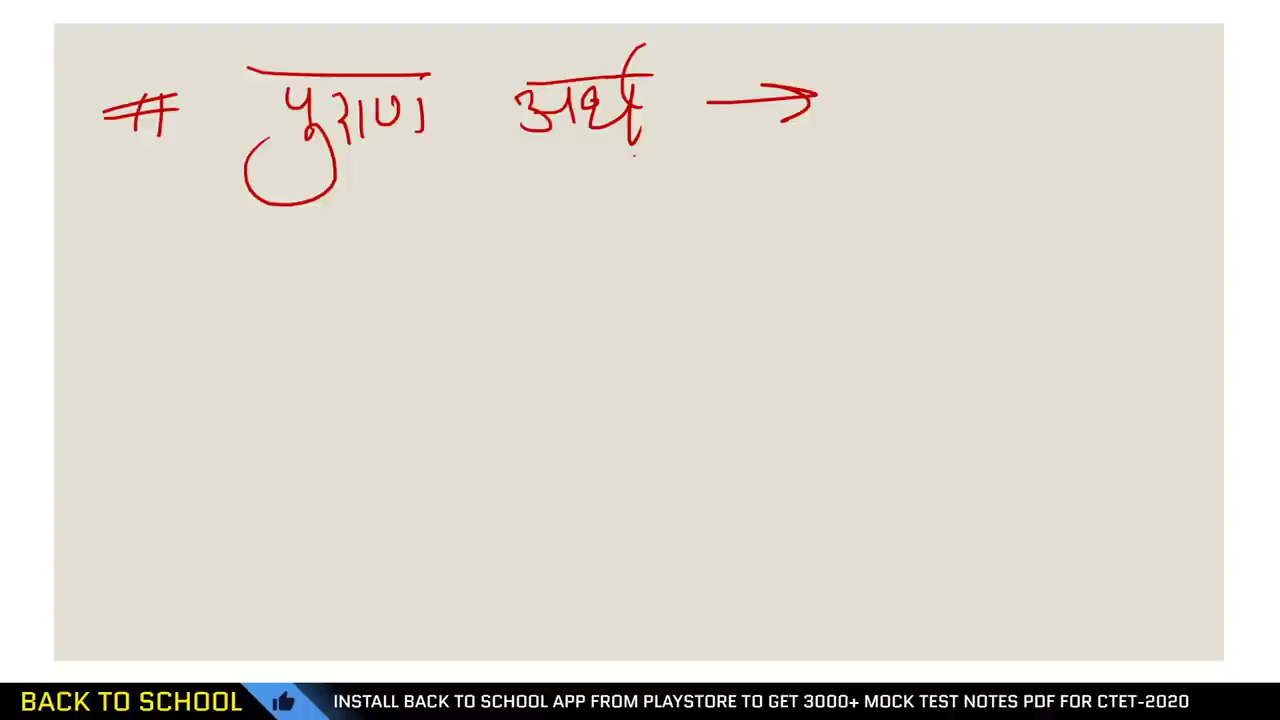 # पुराण अर्थ →
BACK TO SCHOOL INSTALL BACK TO SCHOOL APP FROM PLAYSTORE TO GET 3000+ MOCK TEST NOTES PDF FOR CTET-2020